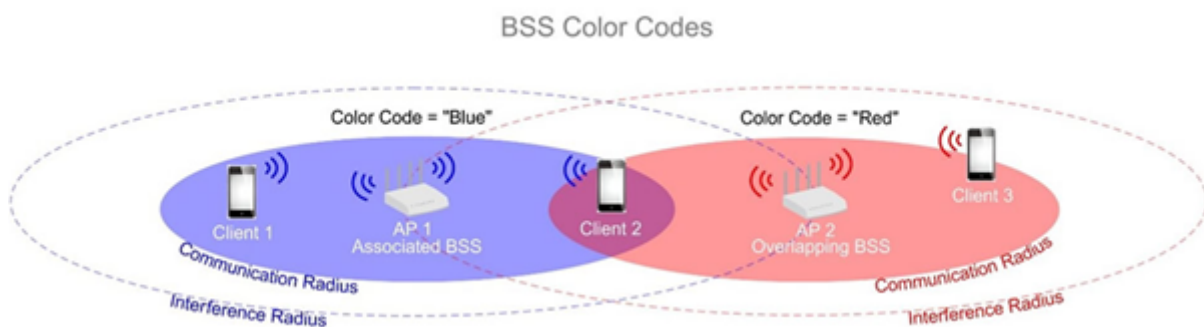 BSS Color Codes
Color Code = "Blue"
Color Code = "Red"
Client 1
AP 1
Associated BSS
Client 2
AP 2
Overlapping BSS
Client 3
Communication Radius
Interference Radius
Communication Radius
Interference Radius